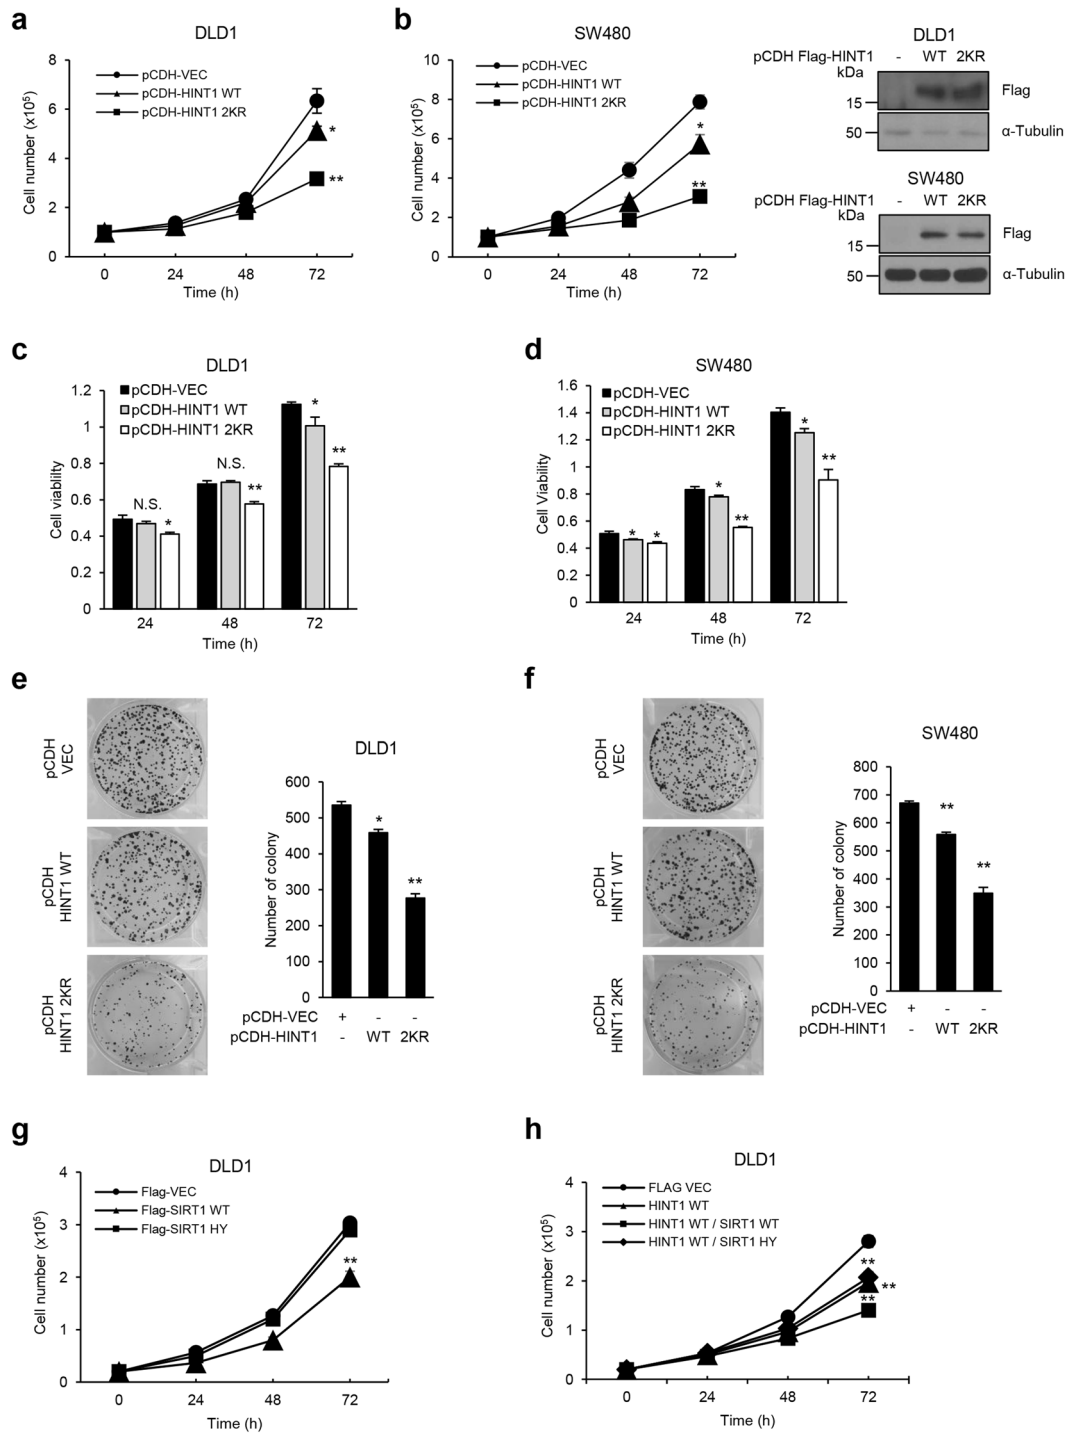 a
DLD1
8
6
4
2
0
Cell number (x10⁵)
pCDH-VEC
pCDH-HINT1 WT
pCDH-HINT1 2KR
*
**
0 24 48 72
Time (h)
b
SW480
10
8
6
4
2
0
Cell number (x10⁵)
pCDH-VEC
pCDH-HINT1 WT
pCDH-HINT1 2KR
*
**
0 24 48 72
Time (h)
DLD1
pCDH Flag-HINT1 - WT 2KR
kDa
15
Flag
50
α-Tubulin
SW480
pCDH Flag-HINT1 - WT 2KR
kDa
15
Flag
50
α-Tubulin
c
DLD1
1.2
1
0.8
0.6
0.4
0.2
0
Cell viablity
pCDH-VEC
pCDH-HINT1 WT
pCDH-HINT1 2KR
N.S. *
N.S. **
* **
24 48 72
Time (h)
d
SW480
1.6
1.4
1.2
1
0.8
0.6
0.4
0.2
0
Cell Viability
pCDH-VEC
pCDH-HINT1 WT
pCDH-HINT1 2KR
* *
* **
* **
24 48 72
Time (h)
e
pCDH
VEC
pCDH
HINT1 WT
pCDH
HINT1 2KR
DLD1
600
500
400
300
200
100
0
Number of colony
*
**
pCDH-VEC + - -
pCDH-HINT1 - WT 2KR
f
pCDH
VEC
pCDH
HINT1 WT
pCDH
HINT1 2KR
SW480
800
700
600
500
400
300
200
100
0
Number of colony
**
**
pCDH-VEC + - -
pCDH-HINT1 - WT 2KR
g
DLD1
4
3
2
1
0
Cell number (x10⁵)
Flag-VEC
Flag-SIRT1 WT
Flag-SIRT1 HY
**
0 24 48 72
Time (h)
h
DLD1
4
3
2
1
0
Cell number (x10⁵)
FLAG VEC
HINT1 WT
HINT1 WT / SIRT1 WT
HINT1 WT / SIRT1 HY
**
**
**
0 24 48 72
Time (h)